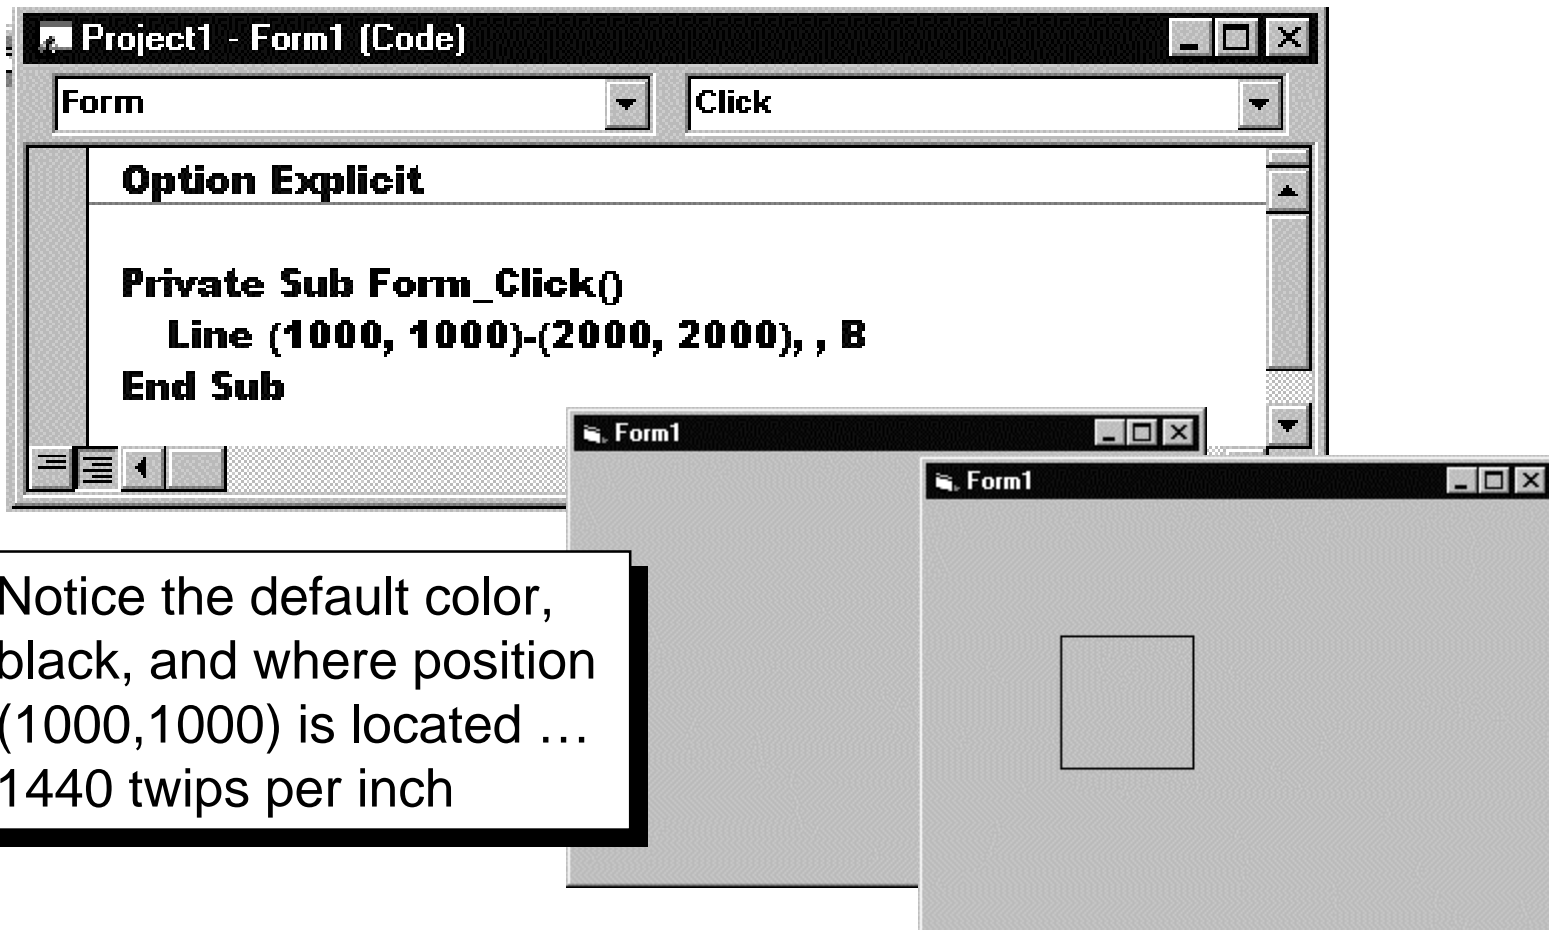 Project1 - Form1 (Code)
Form Click
Option Explicit
Private Sub Form_Click()
Line (1000, 1000)-(2000, 2000), , B
End Sub
Form1
Form1
Notice the default color,
black, and where position
(1000,1000) is located …
1440 twips per inch